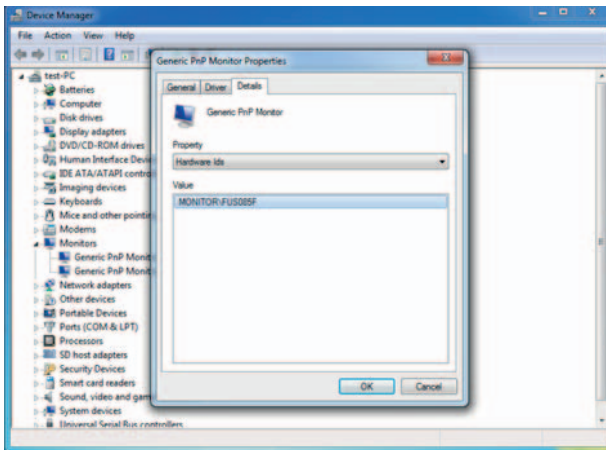 Device Manager
File Action View Help
test-PC
Batteries
Computer
Disk drives
Display adapters
DVD/CD-ROM drives
Human Interface Devi
IDE ATA/ATAPI contro
Imaging devices
Keyboards
Mice and other pointin
Modems
Monitors
Generic PnP Monit
Generic PnP Monit
Network adapters
Other devices
Portable Devices
Ports (COM & LPT)
Processors
SD host adapters
Security Devices
Smart card readers
Sound, video and gam
System devices
Universal Serial Bus controllers
Generic PnP Monitor Properties
General Driver Details
Generic PnP Monitor
Property
Hardware Ids
Value
MONITOR\FUS085F
OK Cancel